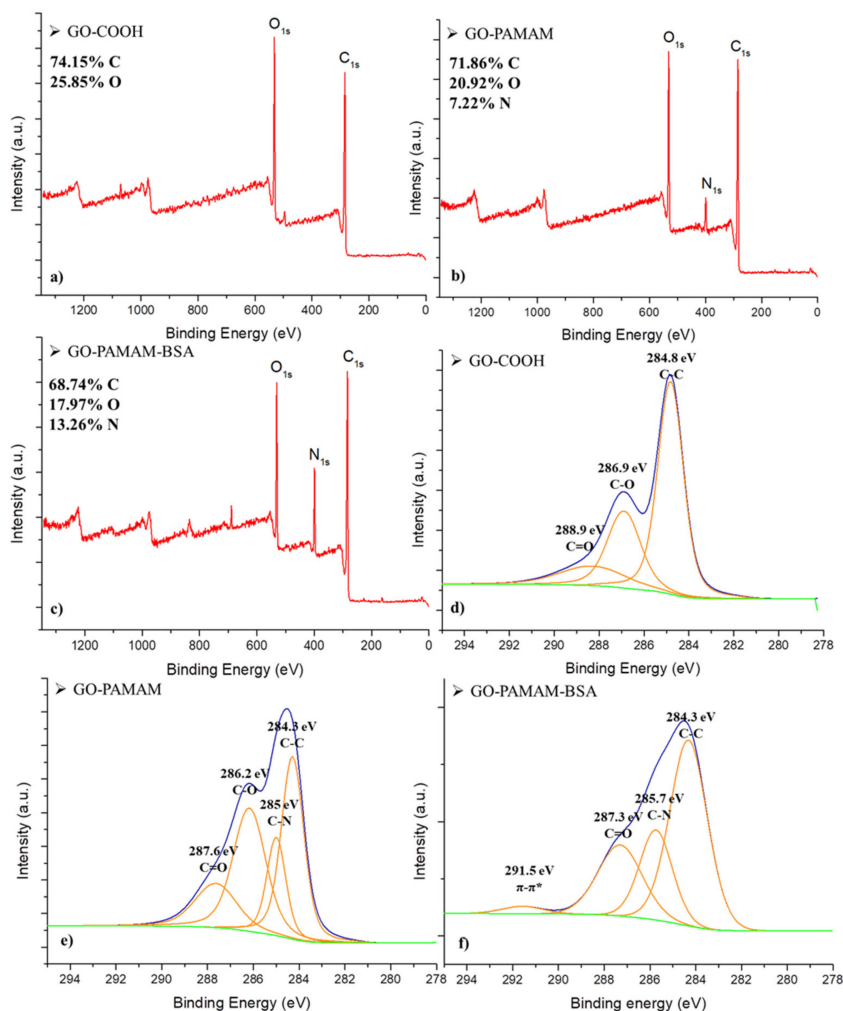 ➢ GO-COOH
74.15% C
25.85% O
O1s
C1s
Intensity (a.u.)
a)
1200 1000 800 600 400 200 0
Binding Energy (eV)
➢ GO-PAMAM
71.86% C
20.92% O
7.22% N
O1s
N1s
C1s
Intensity (a.u.)
b)
1200 1000 800 600 400 200 0
Binding Energy (eV)
➢ GO-PAMAM-BSA
68.74% C
17.97% O
13.26% N
O1s
N1s
C1s
Intensity (a.u.)
c)
1200 1000 800 600 400 200 0
Binding Energy (eV)
➢ GO-COOH
284.8 eV
C-C
286.9 eV
C-O
288.9 eV
C=O
Intensity (a.u.)
d)
294 292 290 288 286 284 282 280 278
Binding Energy (eV)
➢ GO-PAMAM
284.3 eV
C-C
286.2 eV
C-O
285 eV
C-N
287.6 eV
C=O
Intensity (a.u.)
e)
294 292 290 288 286 284 282 280 278
Binding Energy (eV)
➢ GO-PAMAM-BSA
284.3 eV
C-C
285.7 eV
C-N
287.3 eV
C=O
291.5 eV
π-π*
Intensity (a.u.)
f)
294 292 290 288 286 284 282 280 278
Binding energy (eV)